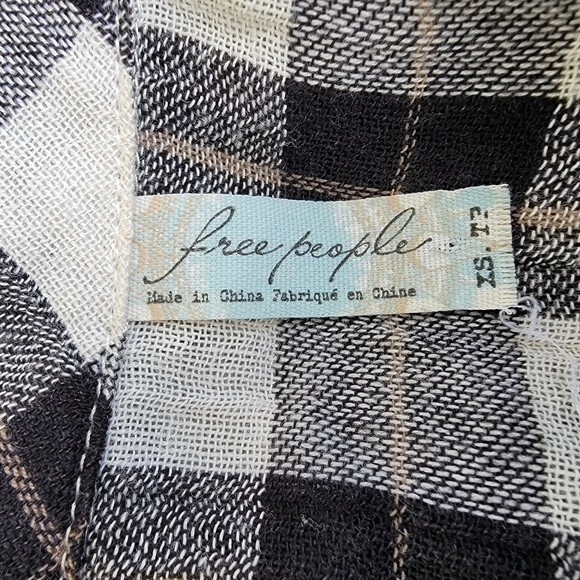 free people
Made in China Fabriqué en Chine
XS.TP